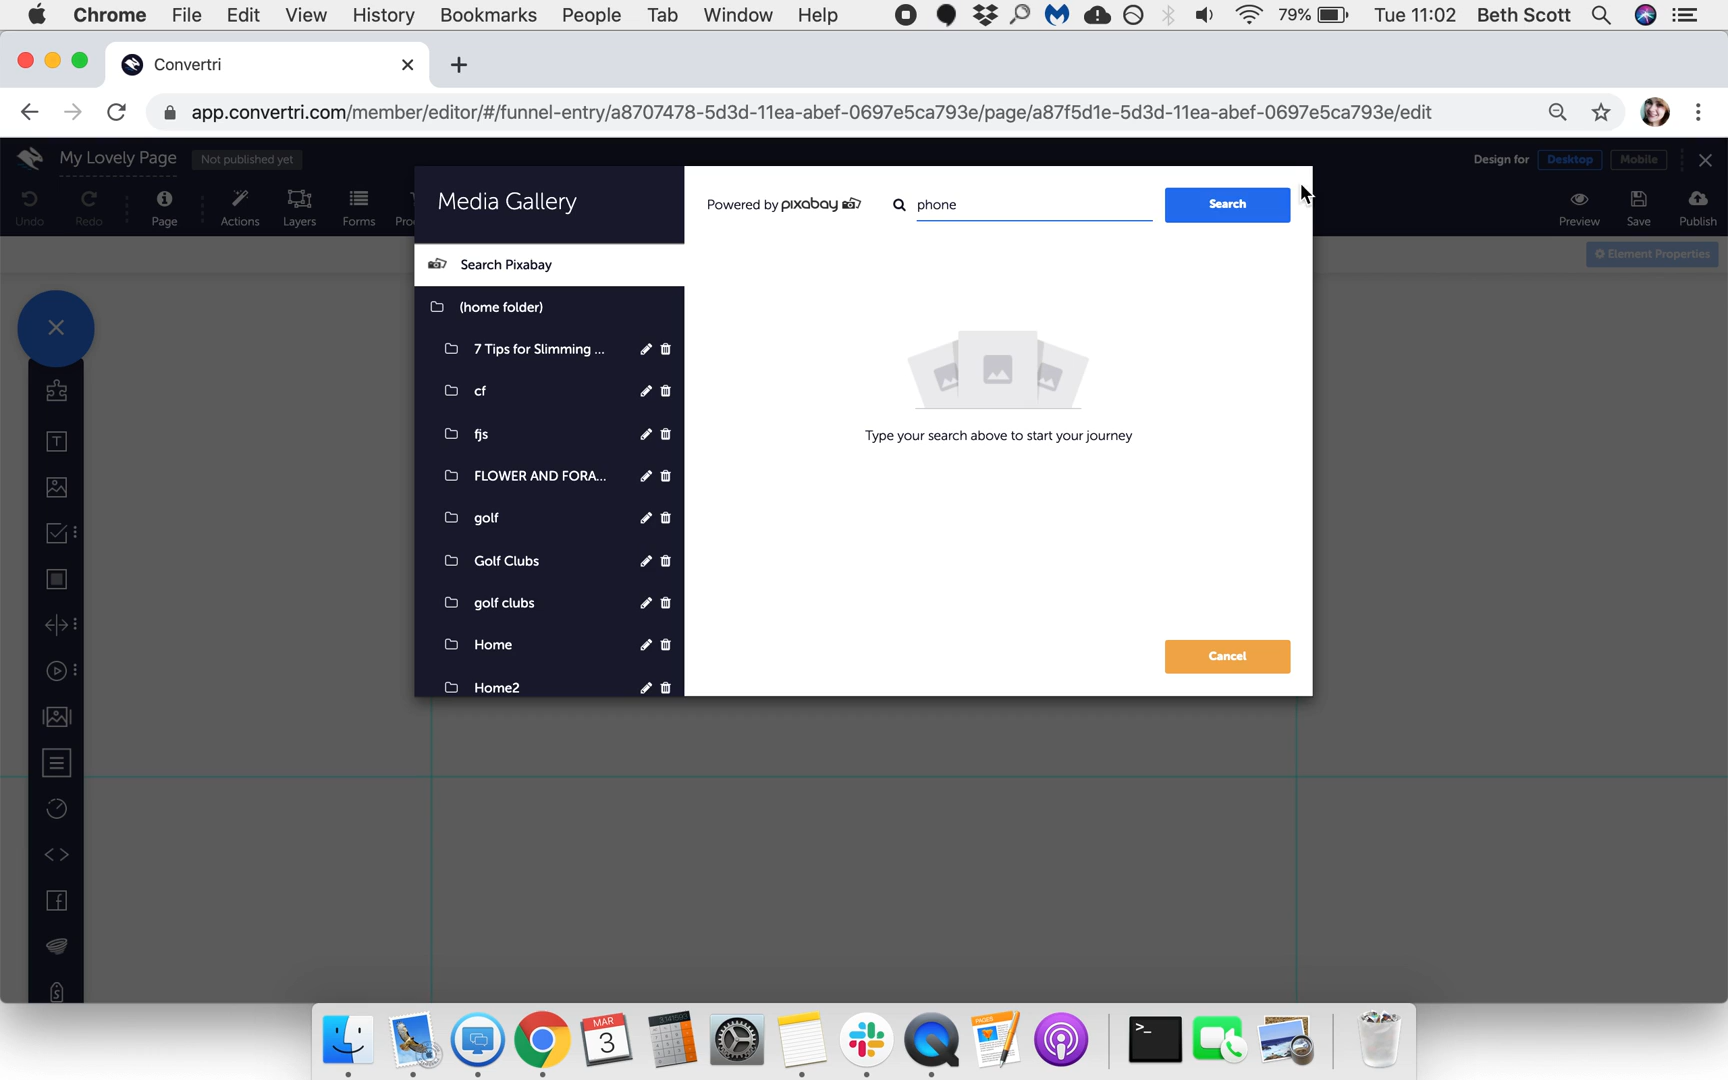 Chrome File Edit View History Bookmarks People Tab Window Help 79% Tue 11:02 Beth Scott
Convertri
app.convertri.com/member/editor/#/funnel-entry/a8707478-5d3d-11ea-abef-0697e5ca793e/page/a87f5d1e-5d3d-11ea-abef-0697e5ca793e/edit
My Lovely Page Not published yet Design for Desktop Mobile
Undo Redo Page Actions Layers Forms Preview Save Publish
Element Properties
Media Gallery
Powered by pixabay phone Search
Search Pixabay
(home folder)
7 Tips for Slimming ...
cf
fjs
FLOWER AND FORA...
golf
Golf Clubs
golf clubs
Home
Home2
Type your search above to start your journey
Cancel
MAR
3
PAGES